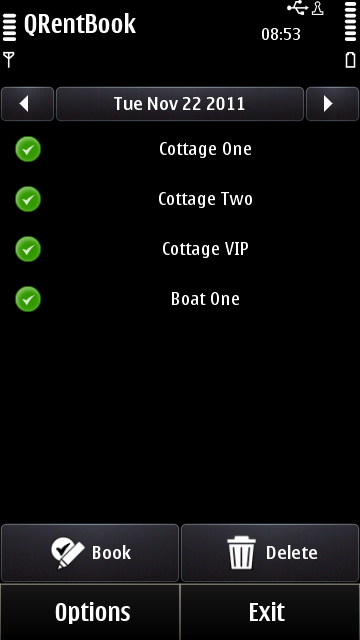 QRentBook
08:53
Tue Nov 22 2011
Cottage One
Cottage Two
Cottage VIP
Boat One
Book
Delete
Options
Exit